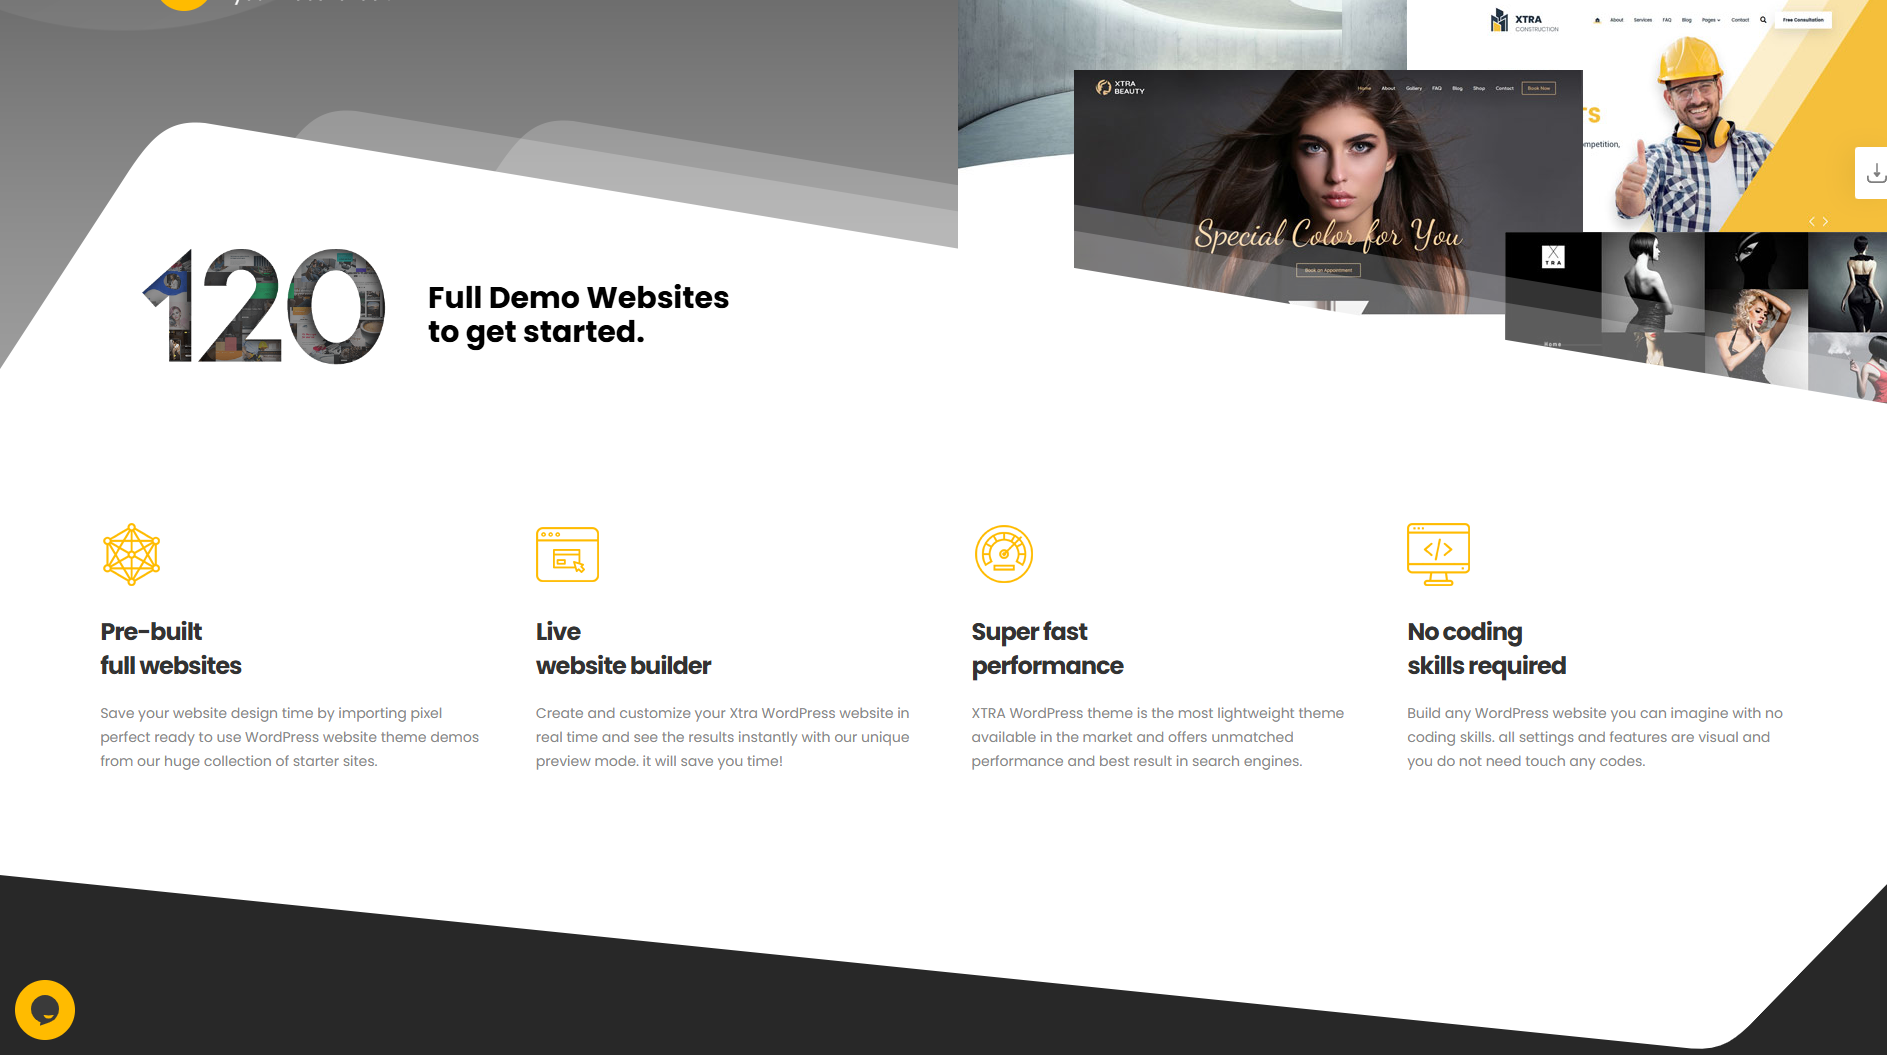 XTRA
CONSTRUCTION
About
Services
FAQ
Blog
Pages
Contact
Free Consultation
XTRA
BEAUTY
Home
About
Gallery
FAQ
Blog
Shop
Contact
Book Now
Special Color for You
Book an Appointment
X
TRA
Home
120
Full Demo Websites
to get started.
Pre-built
full websites
Save your website design time by importing pixel
perfect ready to use WordPress website theme demos
from our huge collection of starter sites.
Live
website builder
Create and customize your Xtra WordPress website in
real time and see the results instantly with our unique
preview mode. it will save you time!
Super fast
performance
XTRA WordPress theme is the most lightweight theme
available in the market and offers unmatched
performance and best result in search engines.
No coding
skills required
Build any WordPress website you can imagine with no
coding skills. all settings and features are visual and
you do not need touch any codes.